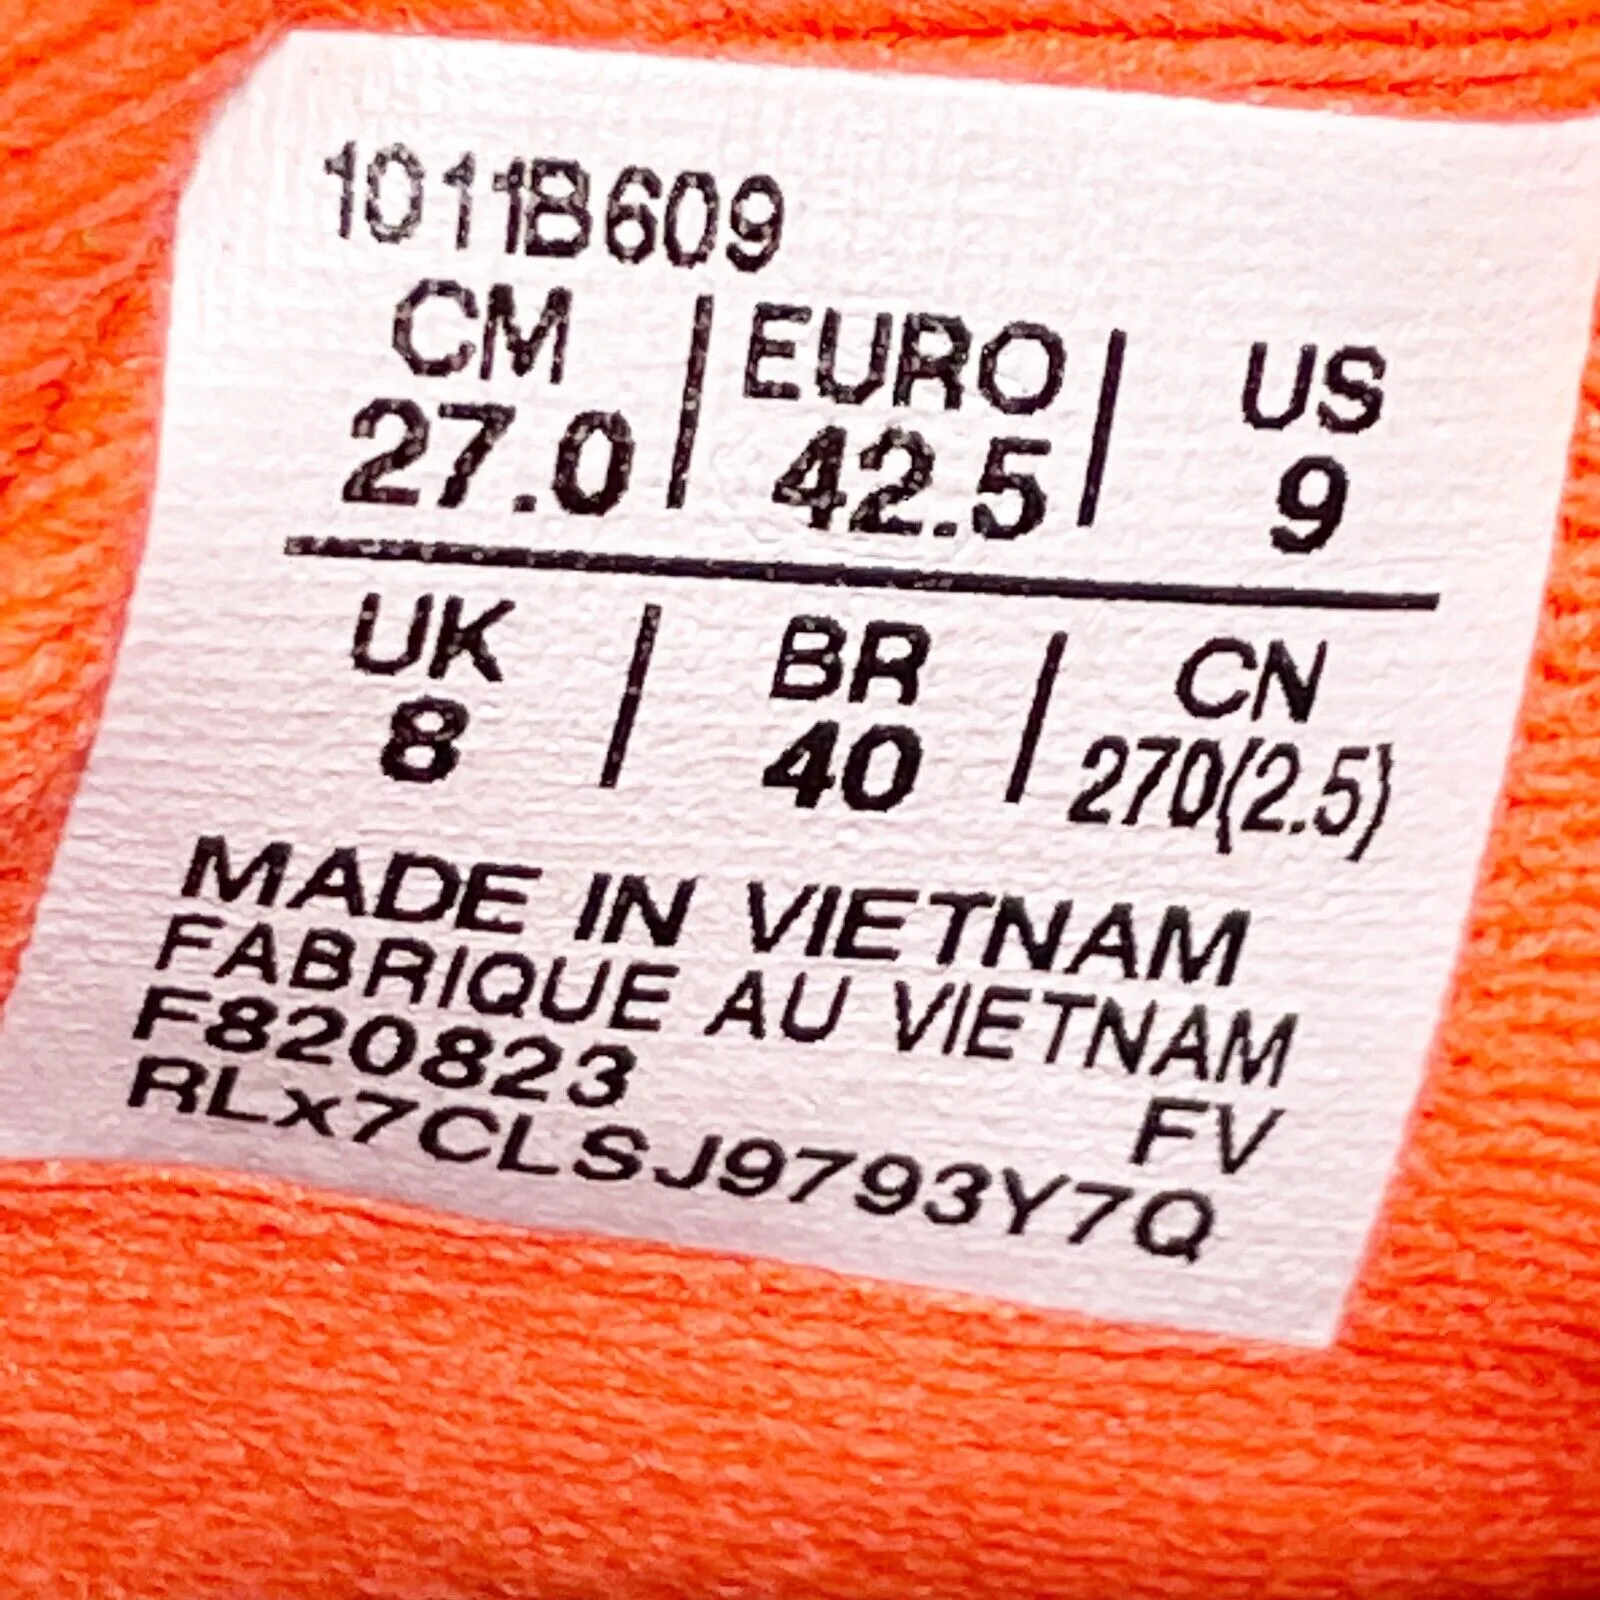 1011B609
CM | EURO | US
27.0 | 42.5 | 9
UK | BR | CN
8 | 40 | 270(2.5)
MADE IN VIETNAM
FABRIQUE AU VIETNAM
F820823 FV
RLx7CLSJ9793Y7Q